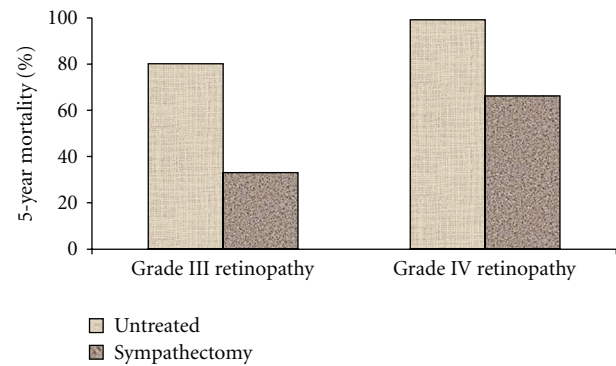 5-year mortality (%)
100
80
60
40
20
0
Grade III retinopathy
Grade IV retinopathy
Untreated
Sympathectomy